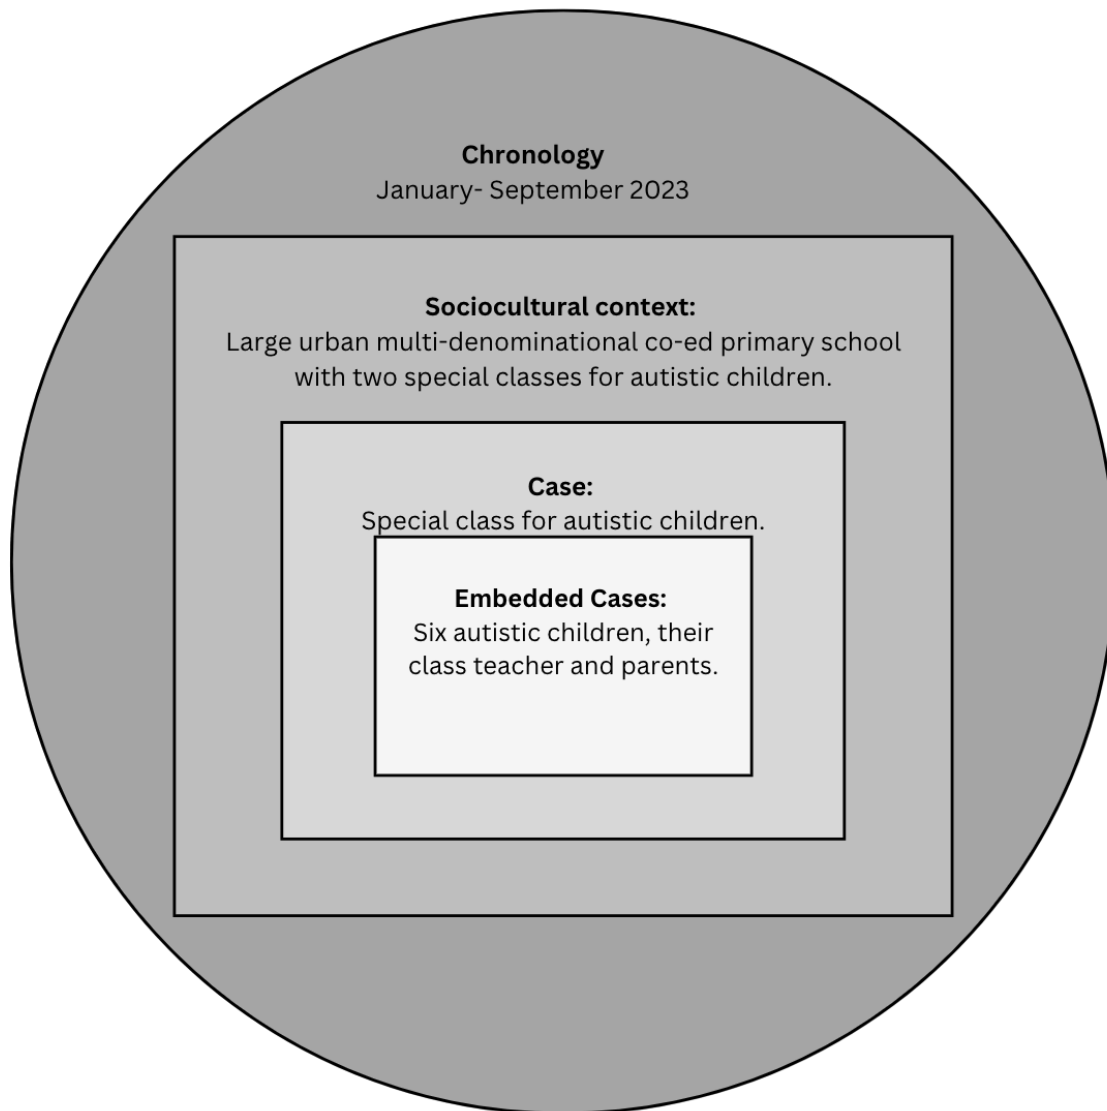 Chronology
January- September 2023
Sociocultural context:
Large urban multi-denominational co-ed primary school
with two special classes for autistic children.
Case:
Special class for autistic children.
Embedded Cases:
Six autistic children, their
class teacher and parents.